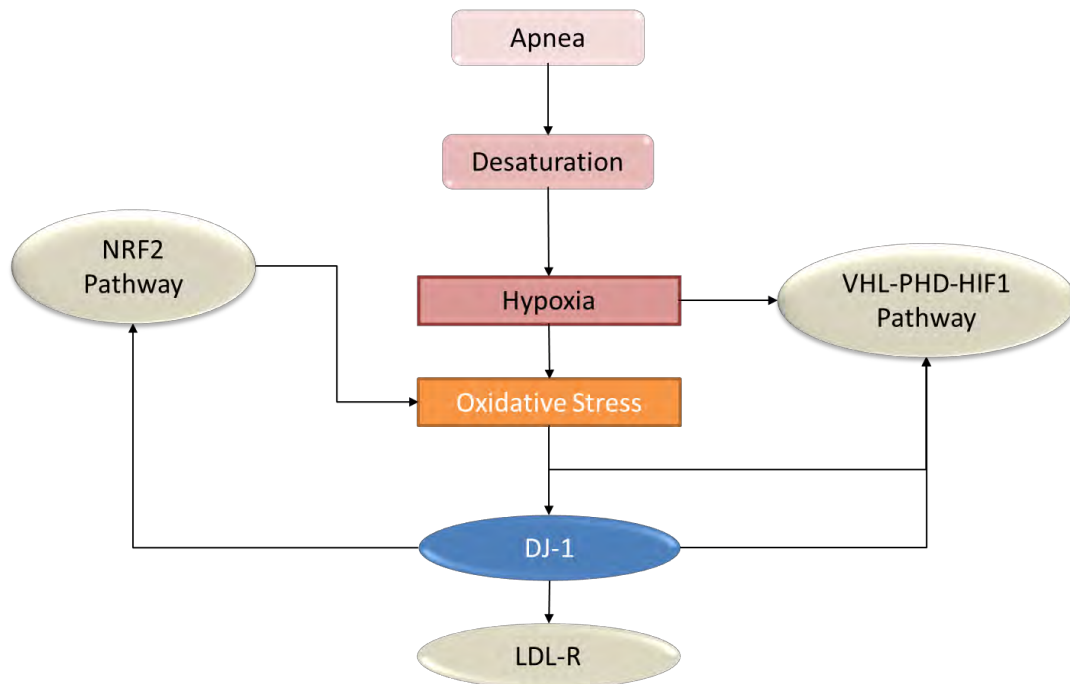 Apnea
Desaturation
NRF2
Pathway
Hypoxia
VHL-PHD-HIF1
Pathway
Oxidative Stress
DJ-1
LDL-R